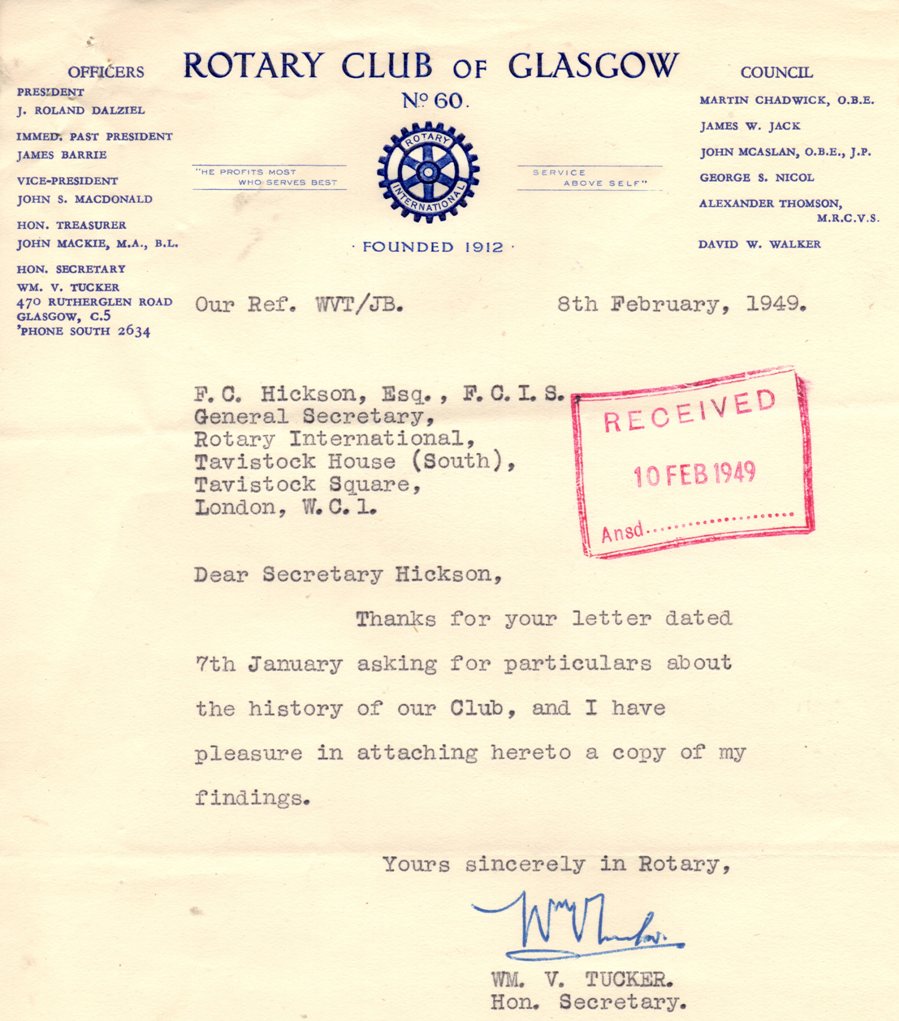 ROTARY CLUB OF GLASGOW
Nº 60.
OFFICERS
PRESIDENT
J. ROLAND DALZIEL
IMMED. PAST PRESIDENT
JAMES BARRIE
VICE-PRESIDENT
JOHN S. MACDONALD
HON. TREASURER
JOHN MACKIE, M.A., B.L.
HON. SECRETARY
WM. V. TUCKER
470 RUTHERGLEN ROAD
GLASGOW, C.5
'PHONE SOUTH 2634
"HE PROFITS MOST
WHO SERVES BEST
ROTARY
INTERNATIONAL
SERVICE
ABOVE SELF"
· FOUNDED 1912 ·
COUNCIL
MARTIN CHADWICK, O.B.E.
JAMES W. JACK
JOHN MCASLAN, O.B.E., J.P.
GEORGE S. NICOL
ALEXANDER THOMSON,
M.R.C.V.S.
DAVID W. WALKER
Our Ref. WVT/JB. 8th February, 1949.
F.C. Hickson, Esq., F.C.I.S.,
General Secretary,
Rotary International,
Tavistock House (South),
Tavistock Square,
London, W.C.1.
RECEIVED
10 FEB 1949
Ansd....................
Dear Secretary Hickson,
Thanks for your letter dated
7th January asking for particulars about
the history of our Club, and I have
pleasure in attaching hereto a copy of my
findings.
Yours sincerely in Rotary,
Wm V Tucker.
WM. V. TUCKER.
Hon. Secretary.